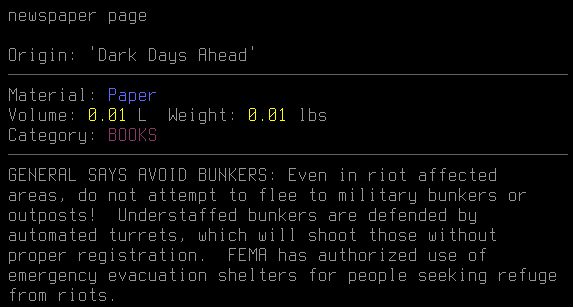 newspaper page
Origin: 'Dark Days Ahead'
Material: Paper
Volume: 0.01 L  Weight: 0.01 lbs
Category: BOOKS
GENERAL SAYS AVOID BUNKERS: Even in riot affected
areas, do not attempt to flee to military bunkers or
outposts!  Understaffed bunkers are defended by
automated turrets, which will shoot those without
proper registration.  FEMA has authorized use of
emergency evacuation shelters for people seeking refuge
from riots.